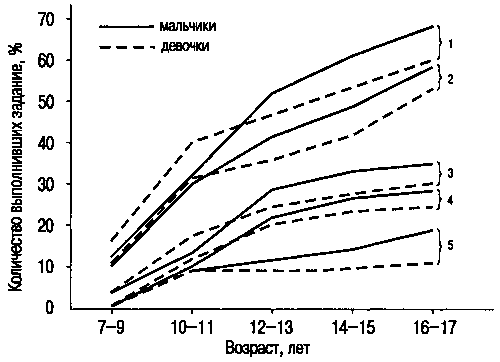 Количество выполнивших задание, %
70
60
50
40
30
20
10
0
мальчики
девочки
1
2
3
4
5
7–9 10–11 12–13 14–15 16–17
Возраст, лет